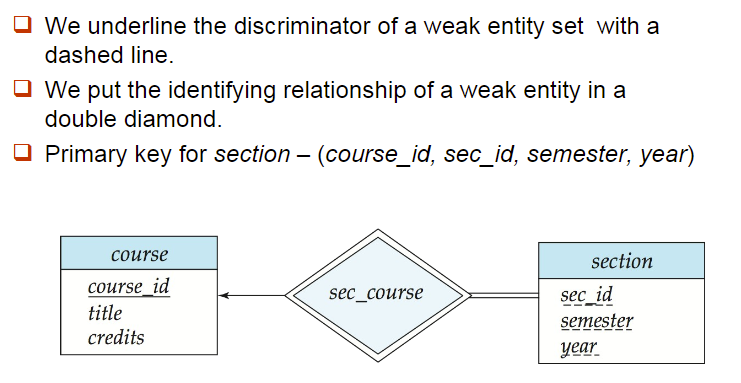 We underline the discriminator of a weak entity set with a
dashed line.
We put the identifying relationship of a weak entity in a
double diamond.
Primary key for section – (course_id, sec_id, semester, year)
course
course_id
title
credits
sec_course
section
sec_id
semester
year